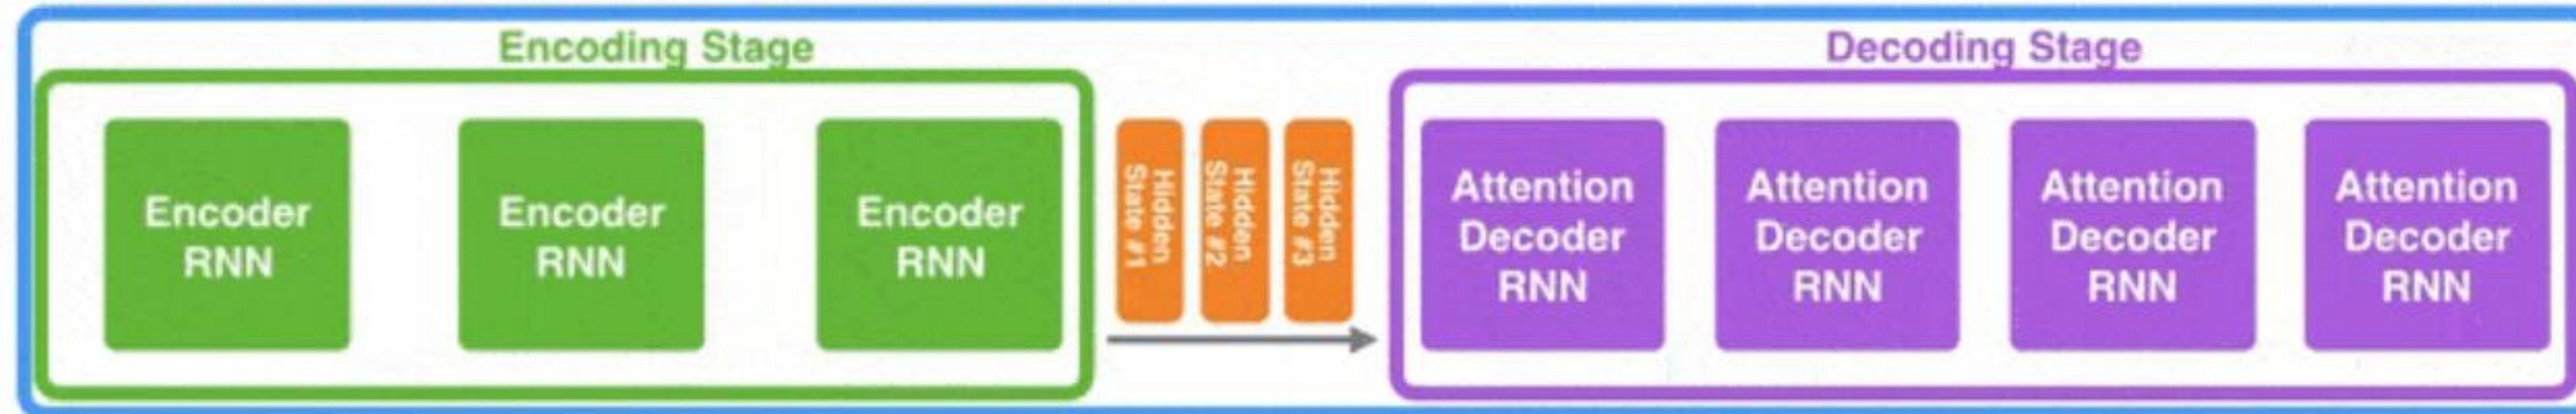 Encoding Stage
Decoding Stage
Encoder
RNN
Encoder
RNN
Encoder
RNN
Hidden
State #1
Hidden
State #2
Hidden
State #3
Attention
Decoder
RNN
Attention
Decoder
RNN
Attention
Decoder
RNN
Attention
Decoder
RNN